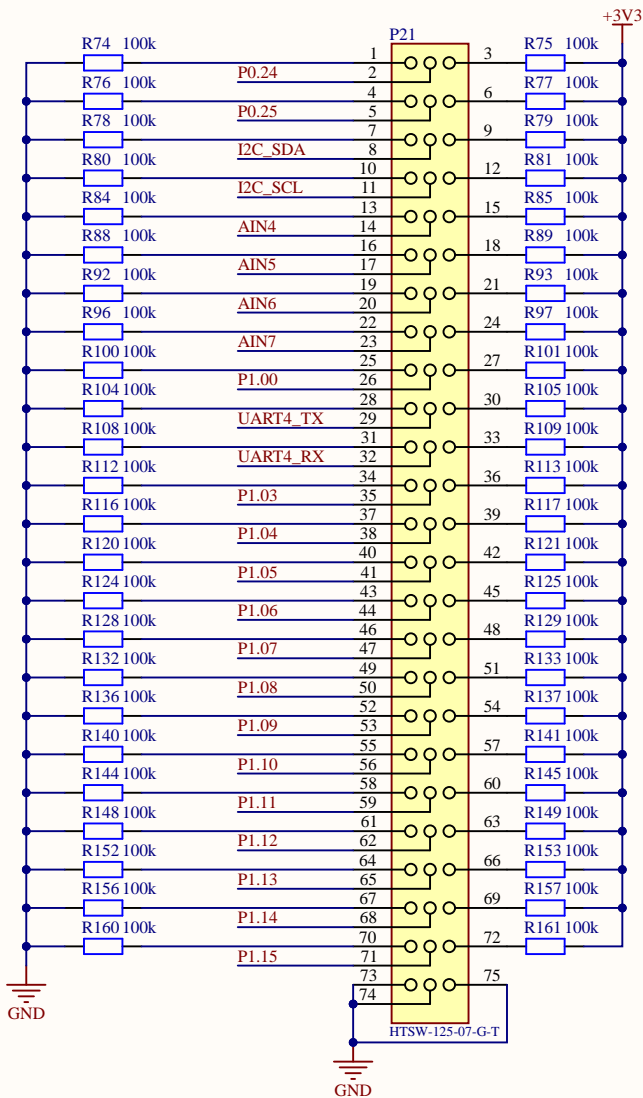 +3V3
P21
R74 100k 1 3 R75 100k
P0.24 2
R76 100k 4 6 R77 100k
P0.25 5
R78 100k 7 9 R79 100k
I2C_SDA 8
R80 100k 10 12 R81 100k
I2C_SCL 11
R84 100k 13 15 R85 100k
AIN4 14
R88 100k 16 18 R89 100k
AIN5 17
R92 100k 19 21 R93 100k
AIN6 20
R96 100k 22 24 R97 100k
AIN7 23
R100 100k 25 27 R101 100k
P1.00 26
R104 100k 28 30 R105 100k
UART4_TX 29
R108 100k 31 33 R109 100k
UART4_RX 32
R112 100k 34 36 R113 100k
P1.03 35
R116 100k 37 39 R117 100k
P1.04 38
R120 100k 40 42 R121 100k
P1.05 41
R124 100k 43 45 R125 100k
P1.06 44
R128 100k 46 48 R129 100k
P1.07 47
R132 100k 49 51 R133 100k
P1.08 50
R136 100k 52 54 R137 100k
P1.09 53
R140 100k 55 57 R141 100k
P1.10 56
R144 100k 58 60 R145 100k
P1.11 59
R148 100k 61 63 R149 100k
P1.12 62
R152 100k 64 66 R153 100k
P1.13 65
R156 100k 67 69 R157 100k
P1.14 68
R160 100k 70 72 R161 100k
P1.15 71
73 75
74
GND
HTSW-125-07-G-T
GND